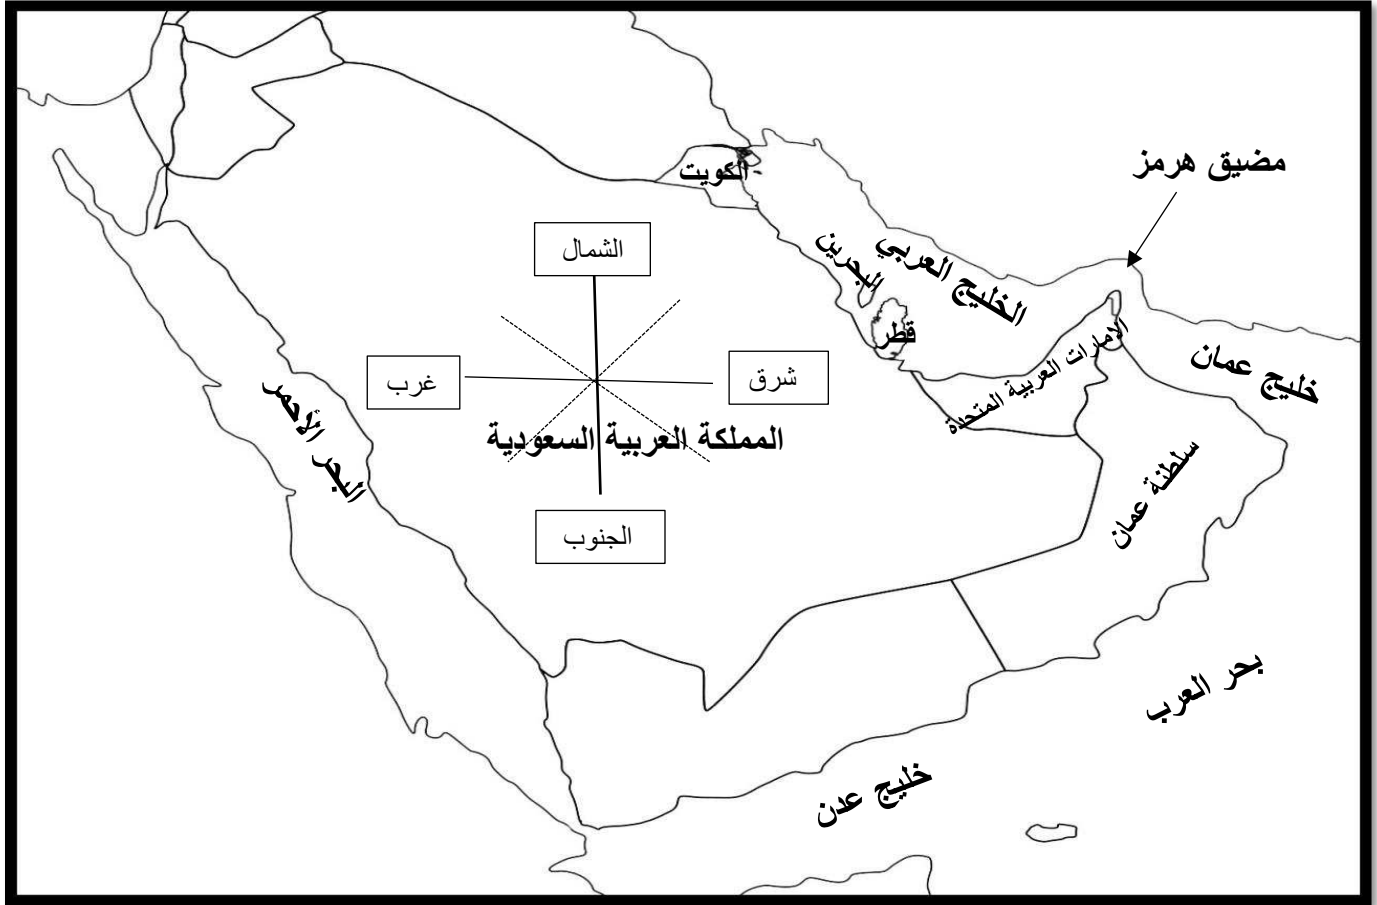 مضيق هرمز
الكويت
البحرين
الخليج العربي
قطر
الامارات العربية المتحدة
خليج عمان
الشمال
غرب
شرق
المملكة العربية السعودية
الجنوب
البحر الأحمر
سلطنة عمان
بحر العرب
خليج عدن